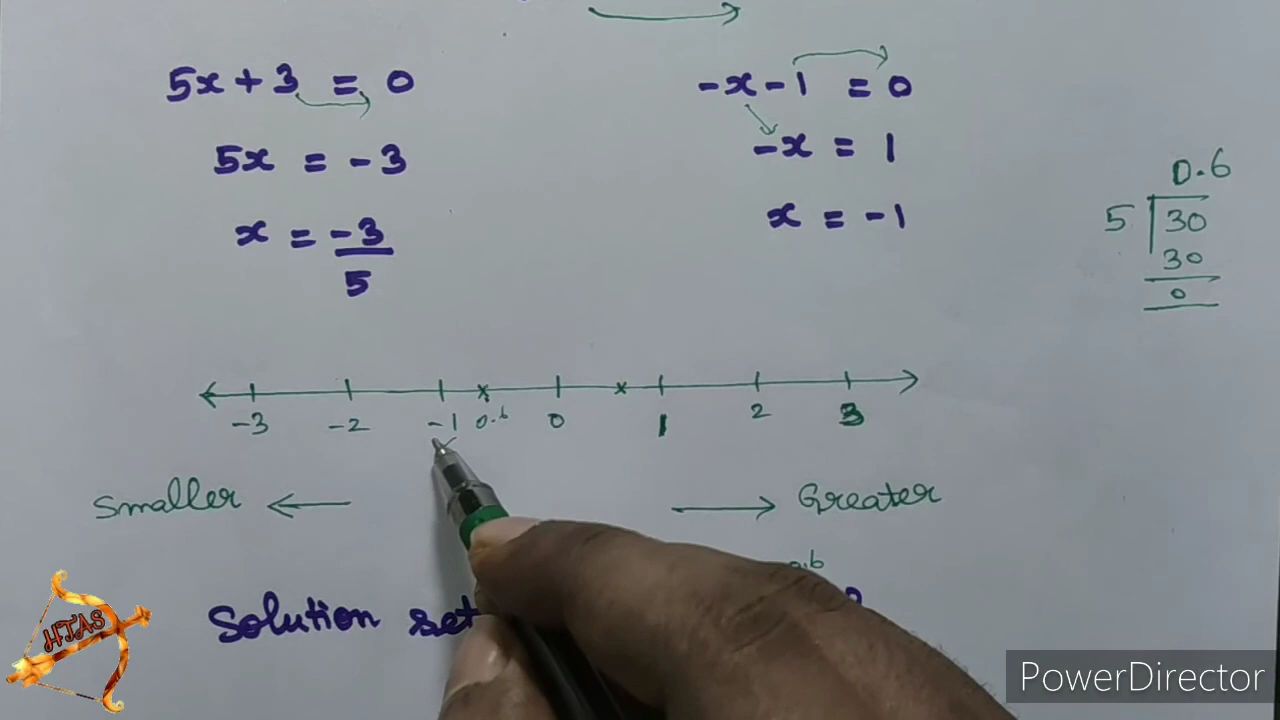 5x + 3 = 0
5x = -3
x = -3
5
-x - 1 = 0
-x = 1
x = -1
0.6
5 30
30
0
-3 -2 -1 0.6 0 1 2 3
Smaller Greater
Solution set
HTAS
PowerDirector